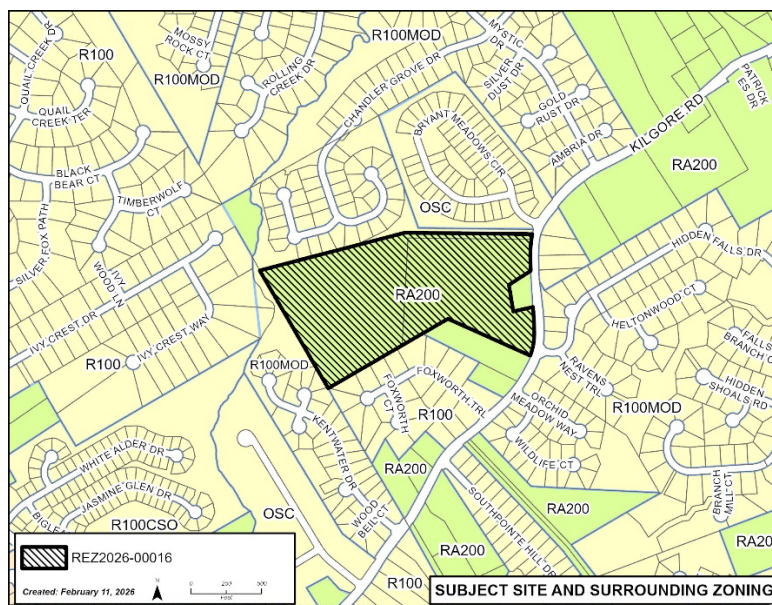 QUAIL CREEK DR
R100
MOSSY
ROCK CT
R100MOD
ROLLING
CREEK DR
R100MOD
CHANDLER GROVE DR
MYSTIC
DR
SILVER
DUST DR
GOLD
RUST DR
AMBRIA DR
KILGORE RD
PATRICK
ES DR
QUAIL
CREEK TER
BRYANT MEADOWS CIR
BLACK
BEAR CT
TIMBERWOLF
CT
SILVER FOX PATH
IVY
WOOD LN
OSC
RA200
HIDDEN FALLS DR
HELTONWOOD CT
RA200
IVY CREST DR
IVY CREST WAY
R100
R100MOD
FOXWORTH
CT
FOXWORTH TRL
R100
RAVENS
NEST TRL
ORCHID
MEADOW WAY
WILDLIFE CT
R100MOD
FALLS
BRANCH C
HIDDEN
SHOALS RD
BRANCH
MILL CT
KENTWATER DR
WOOD
BEIL CT
WHITE ALDER DR
JASMINE GLEN DR
R100CSO
OSC
RA200
RA200
SOUTHPOINTE HILL DR
RA200
RA20
R100
REZ2026-00016
Created: February 11, 2026
N
0 250 500
Feet
SUBJECT SITE AND SURROUNDING ZONING